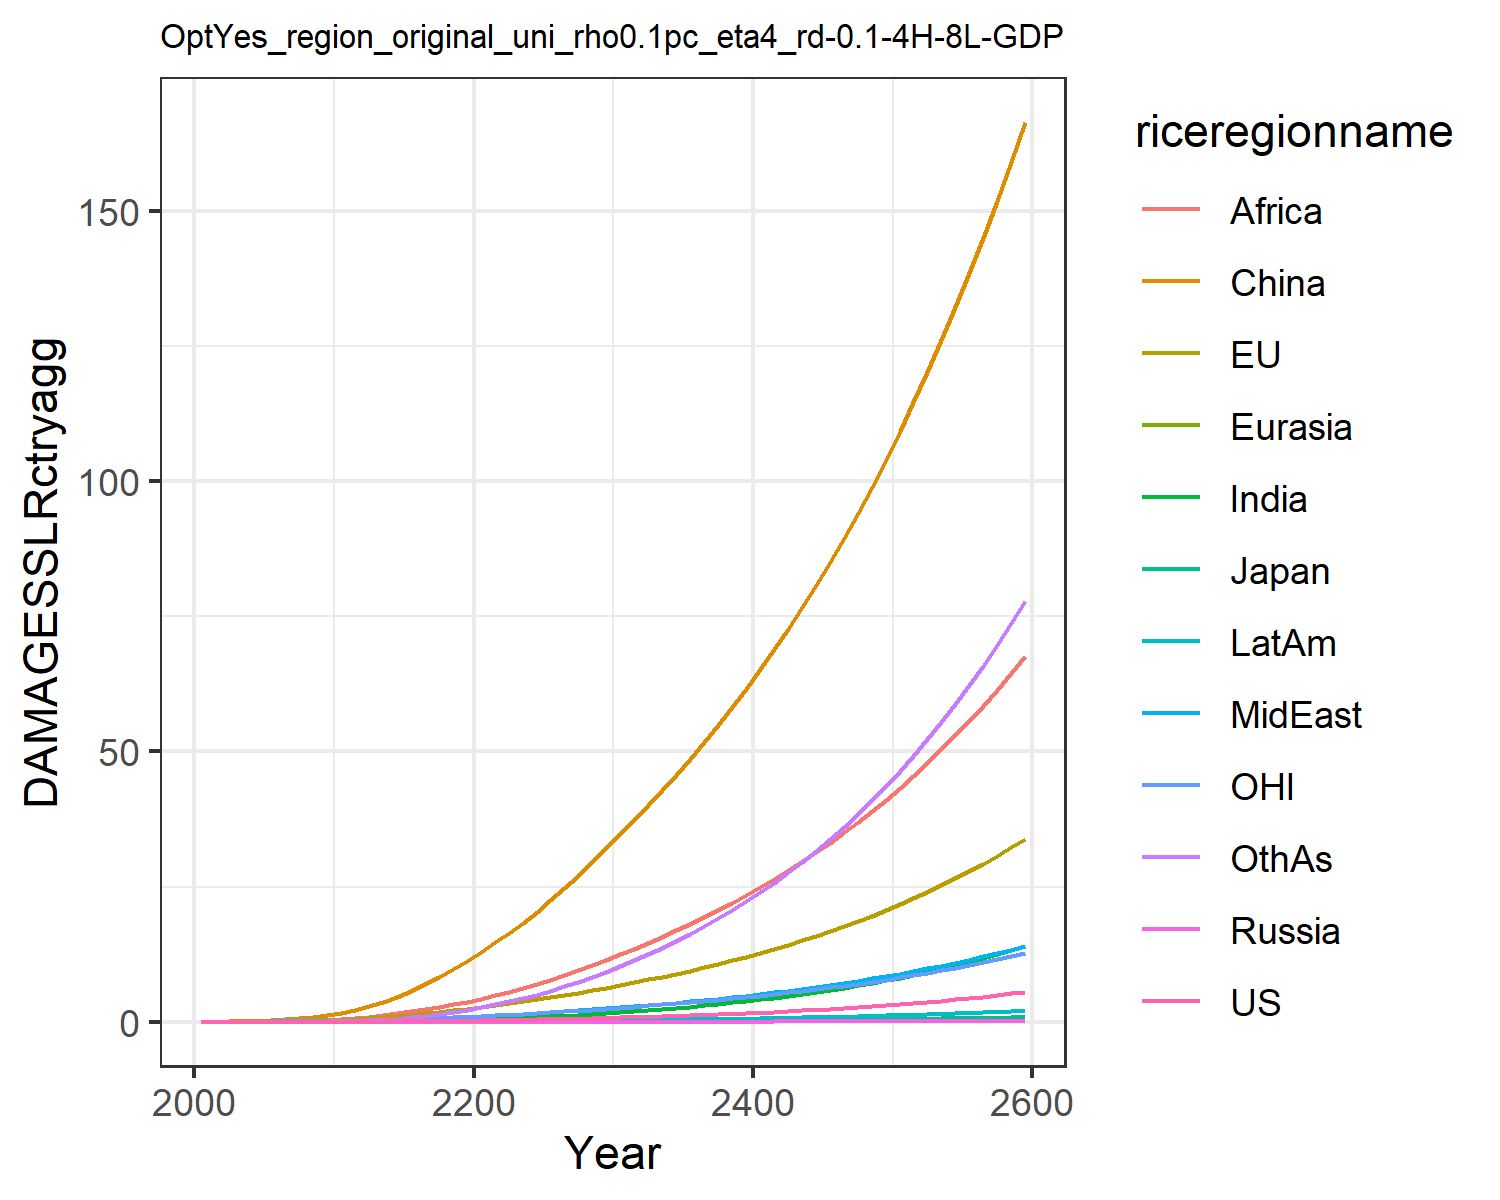 OptYes_region_original_uni_rho0.1pc_eta4_rd-0.1-4H-8L-GDP
DAMAGESSLRctryagg
150
100
50
0
2000 2200 2400 2600
Year
riceregionname
Africa
China
EU
Eurasia
India
Japan
LatAm
MidEast
OHI
OthAs
Russia
US